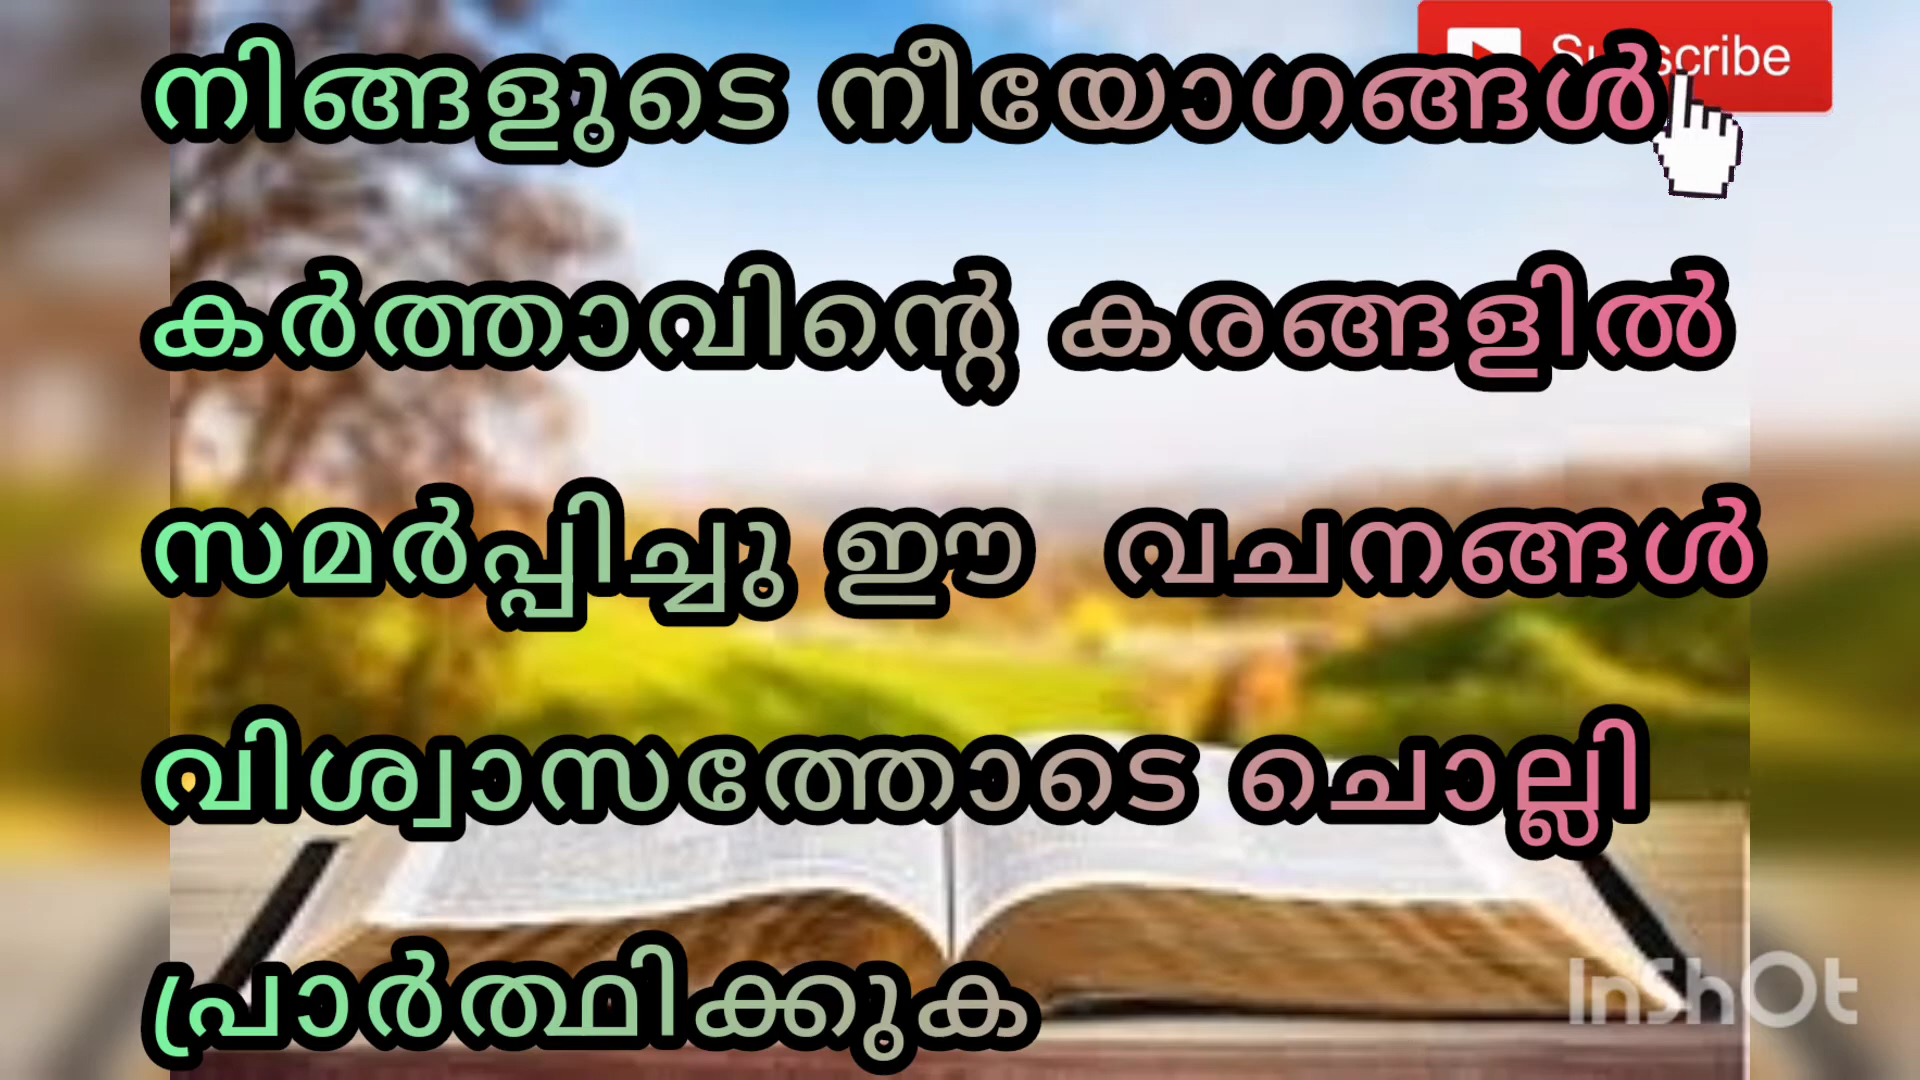 Subscribe
നിങ്ങളുടെ നീയോഗങ്ങൾ
കർത്താവിന്റെ കരങ്ങളിൽ
സമർപ്പിച്ചു ഈ വചനങ്ങൾ
വിശ്വാസത്തോടെ ചൊല്ലി
പ്രാർത്ഥിക്കുക
InShOt